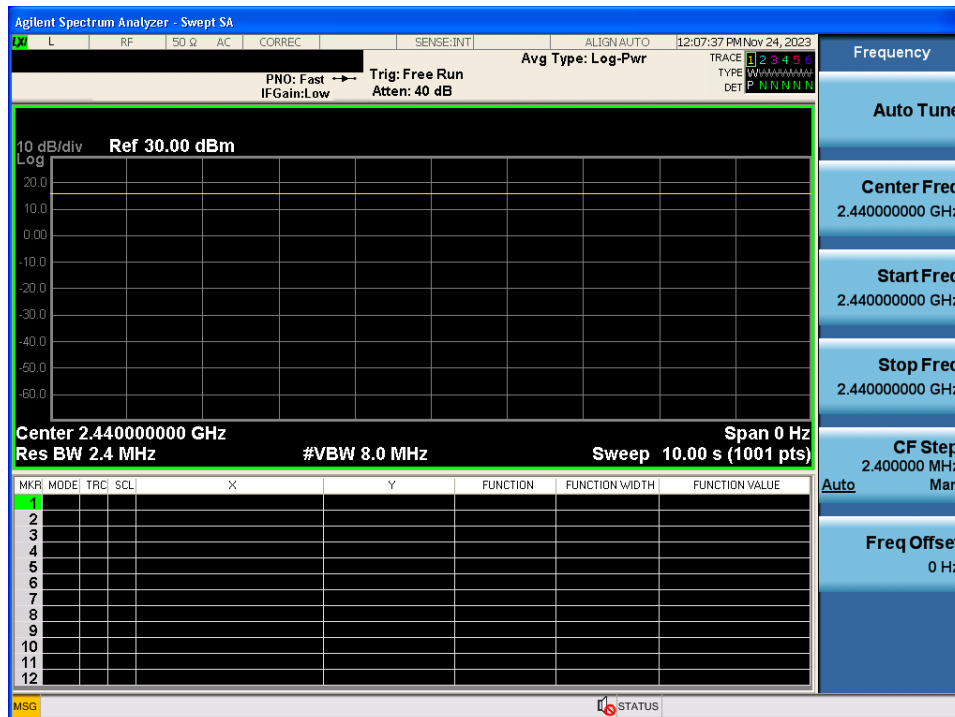 Agilent Spectrum Analyzer - Swept SA
LXI L RF 50 Ω AC CORREC SENSE:INT ALIGN AUTO 12:07:37 PM Nov 24, 2023
Frequency
PNO: Fast
IFGain:Low
Trig: Free Run
Atten: 40 dB
Avg Type: Log-Pwr
TRACE 1 2 3 4 5 6
TYPE WWWWWW
DET P N N N N N
Auto Tune
10 dB/div Ref 30.00 dBm
Log
20.0
10.0
0.00
-10.0
-20.0
-30.0
-40.0
-50.0
-60.0
Center Freq
2.440000000 GHz
Start Freq
2.440000000 GHz
Stop Freq
2.440000000 GHz
Center 2.440000000 GHz Span 0 Hz
Res BW 2.4 MHz #VBW 8.0 MHz Sweep 10.00 s (1001 pts)
CF Step
2.400000 MHz
Auto Man
MKR MODE TRC SCL X Y FUNCTION FUNCTION WIDTH FUNCTION VALUE
1
2
3
4
5
6
7
8
9
10
11
12
Freq Offset
0 Hz
MSG STATUS